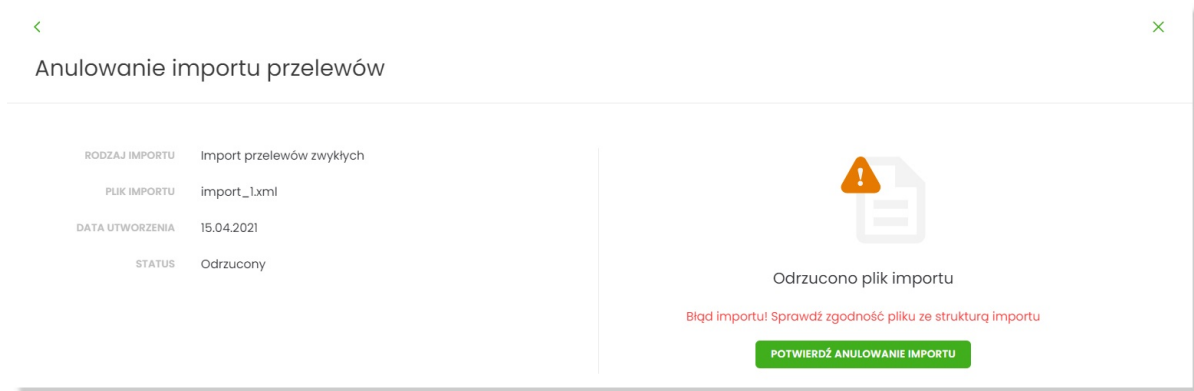 Anulowanie importu przelewów
RODZAJ IMPORTU Import przelewów zwykłych
PLIK IMPORTU import_1.xml
DATA UTWORZENIA 15.04.2021
STATUS Odrzucony
Odrzucono plik importu
Błąd importu! Sprawdź zgodność pliku ze strukturą importu
POTWIERDŹ ANULOWANIE IMPORTU